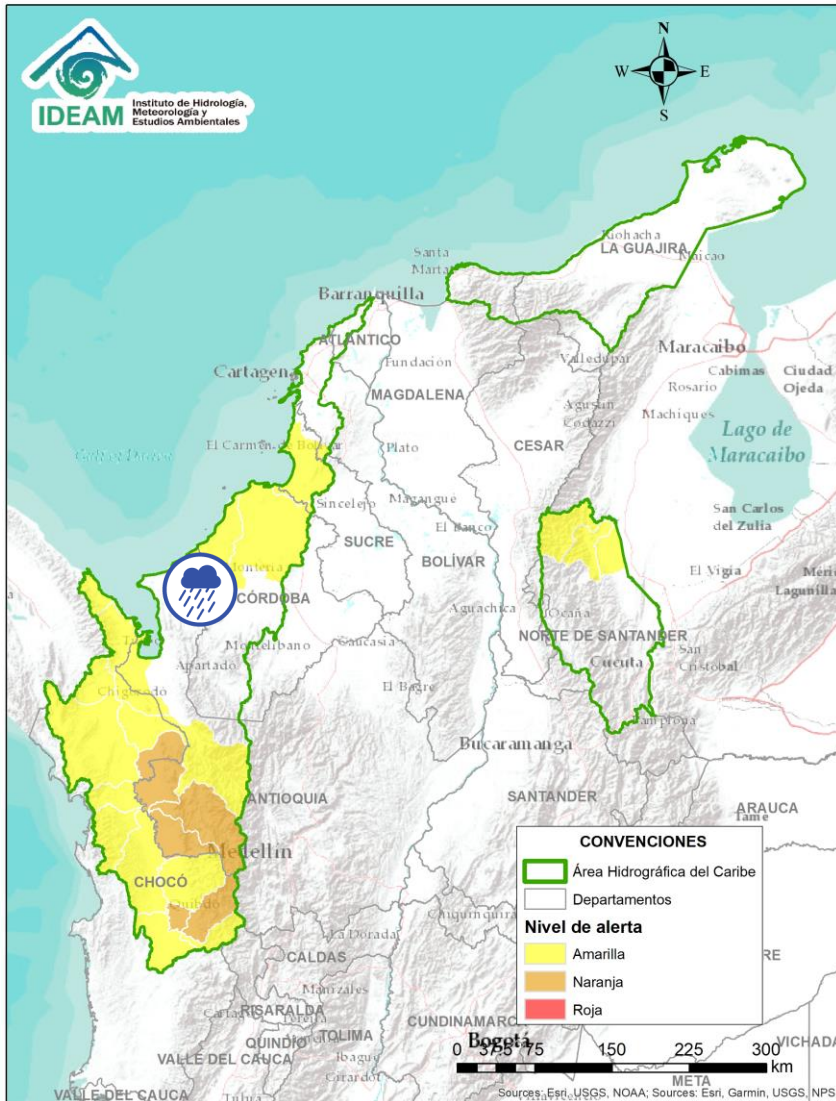 IDEAM
Instituto de Hidrología,
Meteorología y
Estudios Ambientales
N
W
E
S
Riohacha
LA GUAJIRA
Maicao
Santa
Marta
Barranquilla
ATLÁNTICO
Cartagena
Fundación
Valledupar
Maracaibo
Cabimas
Ciudad
Ojeda
Rosario
MAGDALENA
Agustín
Codazzi
Machiques
Lago de
Maracaibo
El Carmen de Bolívar
Plato
CESAR
Sincelejo
Magangué
San Carlos
del Zulia
El Banco
SUCRE
BOLÍVAR
El Vigía
Montería
CÓRDOBA
Aguachica
Ocaña
NORTE DE SANTANDER
Cúcuta
San
Cristóbal
Montelíbano
Caucasia
Apartadó
El Bagre
Chigorodó
Pamplona
Bucaramanga
ANTIOQUIA
SANTANDER
ARAUCA
Tame
Medellín
CHOCÓ
Quibdó
Chiquinquira
La Dorada
CALDAS
Manizales
RISARALDA
Pereira
QUINDÍO
TOLIMA
VALLE DEL CAUCA
Ibague
Girardot
CUNDINAMARC
Bogotá
VICHADA
META
VALLE DEL CAUCA
Tuluá
CONVENCIONES
Área Hidrográfica del Caribe
Departamentos
Nivel de alerta
Amarilla
Naranja
Roja
0 37.5 75 150 225 300
km
Sources: Esri, USGS, NOAA; Sources: Esri, Garmin, USGS, NPS